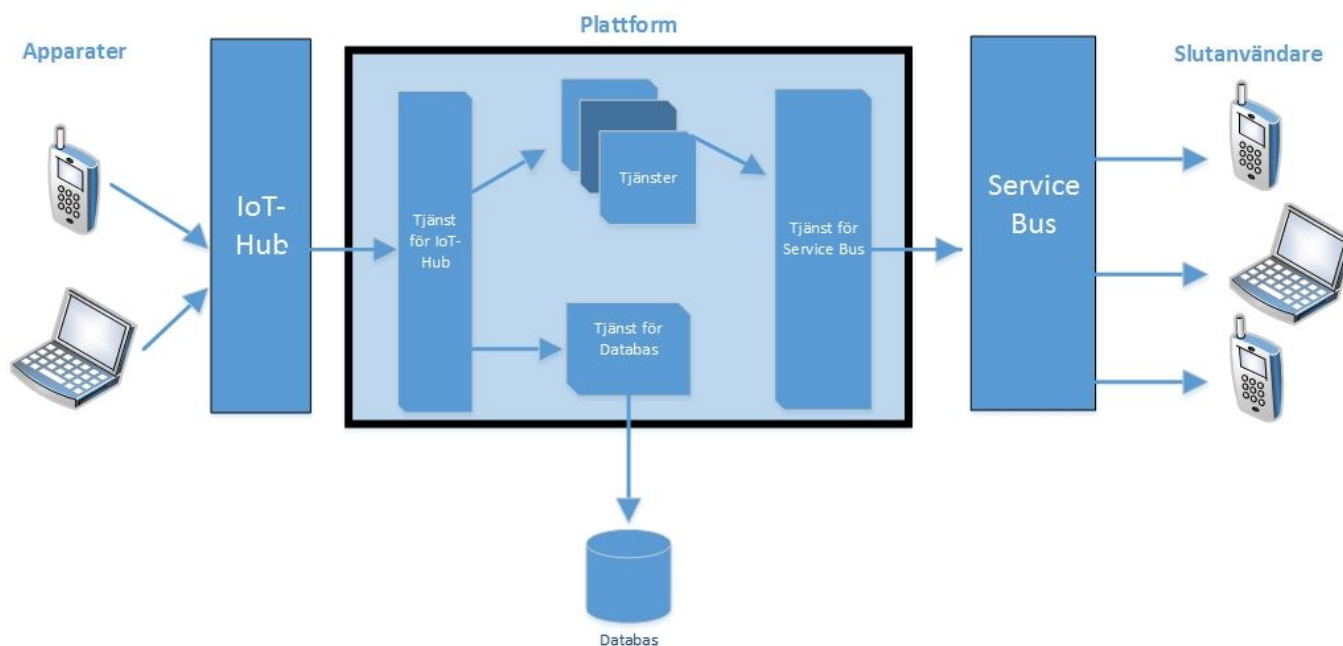 Plattform
Apparater
Slutanvändare
IoT-
Hub
Tjänst
för IoT-
Hub
Tjänster
Tjänst för
Databas
Tjänst för
Service Bus
Service
Bus
Databas